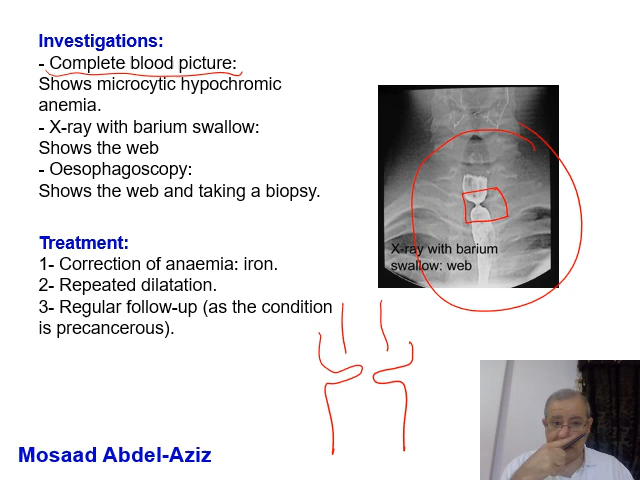 Investigations:
- Complete blood picture:
Shows microcytic hypochromic
anemia.
- X-ray with barium swallow:
Shows the web
- Oesophagoscopy:
Shows the web and taking a biopsy.
Treatment:
1- Correction of anaemia: iron.
2- Repeated dilatation.
3- Regular follow-up (as the condition
is precancerous).
X-ray with barium
swallow: web
Mosaad Abdel-Aziz